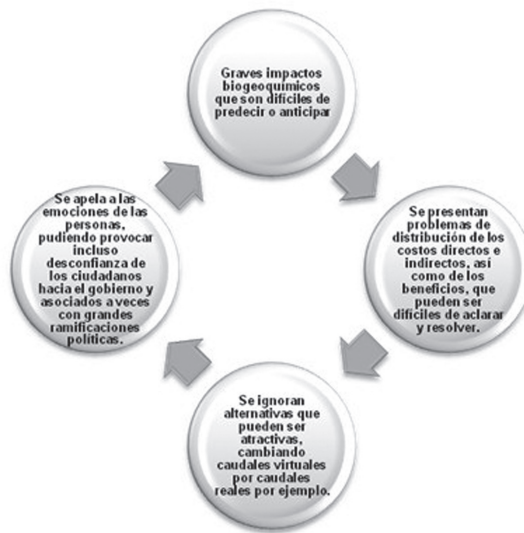 Graves impactos
biogeoquímicos
que son difíciles de
predecir o anticipar
Se presentan
problemas de
distribución de los
costos directos e
indirectos, así
como de los
beneficios, que
pueden ser
difíciles de aclarar
y resolver.
Se ignoran
alternativas que
pueden ser
atractivas,
cambiando
caudales virtuales
por caudales
reales por ejemplo.
Se apela a las
emociones de las
personas,
pudiendo provocar
incluso
desconfianza de
los ciudadanos
hacia el gobierno y
asociados a veces
con grandes
ramificaciones
políticas.